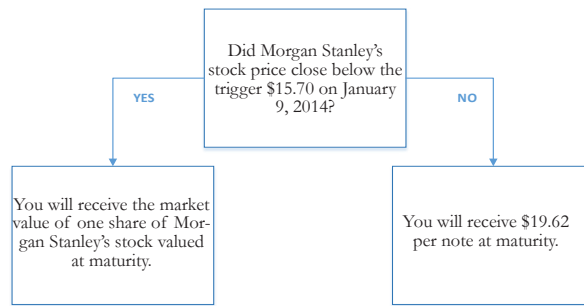 Did Morgan Stanley’s
stock price close below the
trigger $15.70 on January
9, 2014?
YES
NO
You will receive the market
value of one share of Mor-
gan Stanley’s stock valued
at maturity.
You will receive $19.62
per note at maturity.